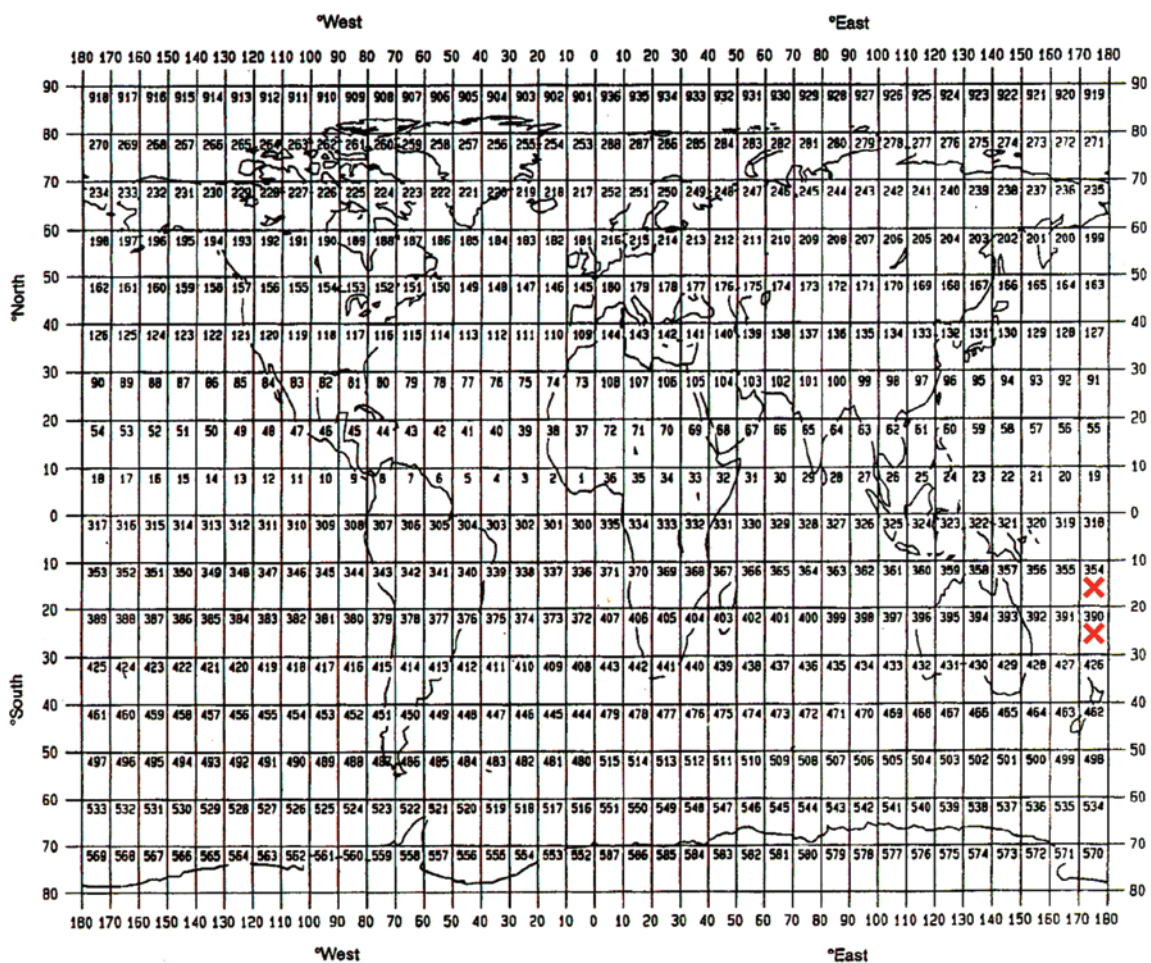 °West °East
180 170 160 150 140 130 120 110 100 90 80 70 60 50 40 30 20 10 0 10 20 30 40 50 60 70 80 90 100 110 120 130 140 150 160 170 180
90 90
918 917 916 915 914 913 912 911 910 909 908 907 906 905 904 903 902 901 936 935 934 933 932 931 930 929 928 927 926 925 924 923 922 921 920 919
80 80
270 269 268 267 266 265 264 263 262 261 260 259 258 257 256 255 254 253 288 287 286 285 284 283 282 281 280 279 278 277 276 275 274 273 272 271
70 70
234 233 232 231 230 229 228 227 226 225 224 223 222 221 220 219 218 217 252 251 250 249 248 247 246 245 244 243 242 241 240 239 238 237 236 235
60 60
198 197 196 195 194 193 192 191 190 189 188 187 186 185 184 183 182 181 216 215 214 213 212 211 210 209 208 207 206 205 204 203 202 201 200 199
50 50
162 161 160 159 158 157 156 155 154 153 152 151 150 149 148 147 146 145 180 179 178 177 176 175 174 173 172 171 170 169 168 167 166 165 164 163
°North
40 40
126 125 124 123 122 121 120 119 118 117 116 115 114 113 112 111 110 109 144 143 142 141 140 139 138 137 136 135 134 133 132 131 130 129 128 127
30 30
90 89 88 87 86 85 84 83 82 81 80 79 78 77 76 75 74 73 108 107 106 105 104 103 102 101 100 99 98 97 96 95 94 93 92 91
20 20
54 53 52 51 50 49 48 47 46 45 44 43 42 41 40 39 38 37 72 71 70 69 68 67 66 65 64 63 62 61 60 59 58 57 56 55
10 10
18 17 16 15 14 13 12 11 10 9 8 7 6 5 4 3 2 1 36 35 34 33 32 31 30 29 28 27 26 25 24 23 22 21 20 19
0 0
317 316 315 314 313 312 311 310 309 308 307 306 305 304 303 302 301 300 335 334 333 332 331 330 329 328 327 326 325 324 323 322 321 320 319 318
10 10
353 352 351 350 349 348 347 346 345 344 343 342 341 340 339 338 337 336 371 370 369 368 367 366 365 364 363 362 361 360 359 358 357 356 355 354
20 20
389 388 387 386 385 384 383 382 381 380 379 378 377 376 375 374 373 372 407 406 405 404 403 402 401 400 399 398 397 396 395 394 393 392 391 390
30 30
425 424 423 422 421 420 419 418 417 416 415 414 413 412 411 410 409 408 443 442 441 440 439 438 437 436 435 434 433 432 431 430 429 428 427 426
°South
40 40
461 460 459 458 457 456 455 454 453 452 451 450 449 448 447 446 445 444 479 478 477 476 475 474 473 472 471 470 469 468 467 466 465 464 463 462
50 50
497 496 495 494 493 492 491 490 489 488 487 486 485 484 483 482 481 480 515 514 513 512 511 510 509 508 507 506 505 504 503 502 501 500 499 498
60 60
533 532 531 530 529 528 527 526 525 524 523 522 521 520 519 518 517 516 551 550 549 548 547 546 545 544 543 542 541 540 539 538 537 536 535 534
70 70
569 568 567 566 565 564 563 562 561 560 559 558 557 556 555 554 553 552 587 586 585 584 583 582 581 580 579 578 577 576 575 574 573 572 571 570
80 80
180 170 160 150 140 130 120 110 100 90 80 70 60 50 40 30 20 10 0 10 20 30 40 50 60 70 80 90 100 110 120 130 140 150 160 170 180
°West °East